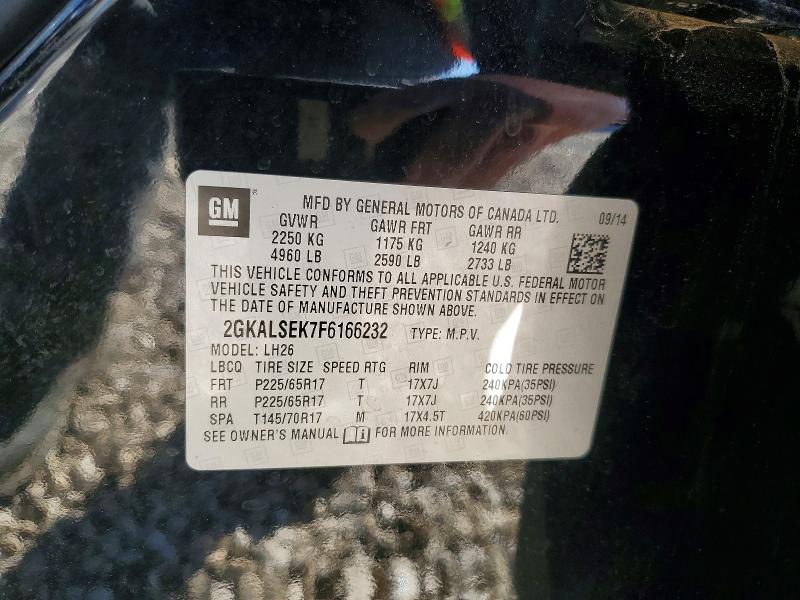 GM ®
MFD BY GENERAL MOTORS OF CANADA LTD. 09/14
GVWR GAWR FRT GAWR RR
2250 KG 1175 KG 1240 KG
4960 LB 2590 LB 2733 LB
THIS VEHICLE CONFORMS TO ALL APPLICABLE U.S. FEDERAL MOTOR
VEHICLE SAFETY AND THEFT PREVENTION STANDARDS IN EFFECT ON
THE DATE OF MANUFACTURE SHOWN ABOVE.
2GKALSEK7F6166232 TYPE: M.P.V.
MODEL: LH26
LBCQ TIRE SIZE SPEED RTG RIM COLD TIRE PRESSURE
FRT P225/65R17 T 17X7J 240KPA(35PSI)
RR P225/65R17 T 17X7J 240KPA(35PSI)
SPA T145/70R17 M 17X4.5T 420KPA(60PSI)
SEE OWNER'S MANUAL FOR MORE INFORMATION.